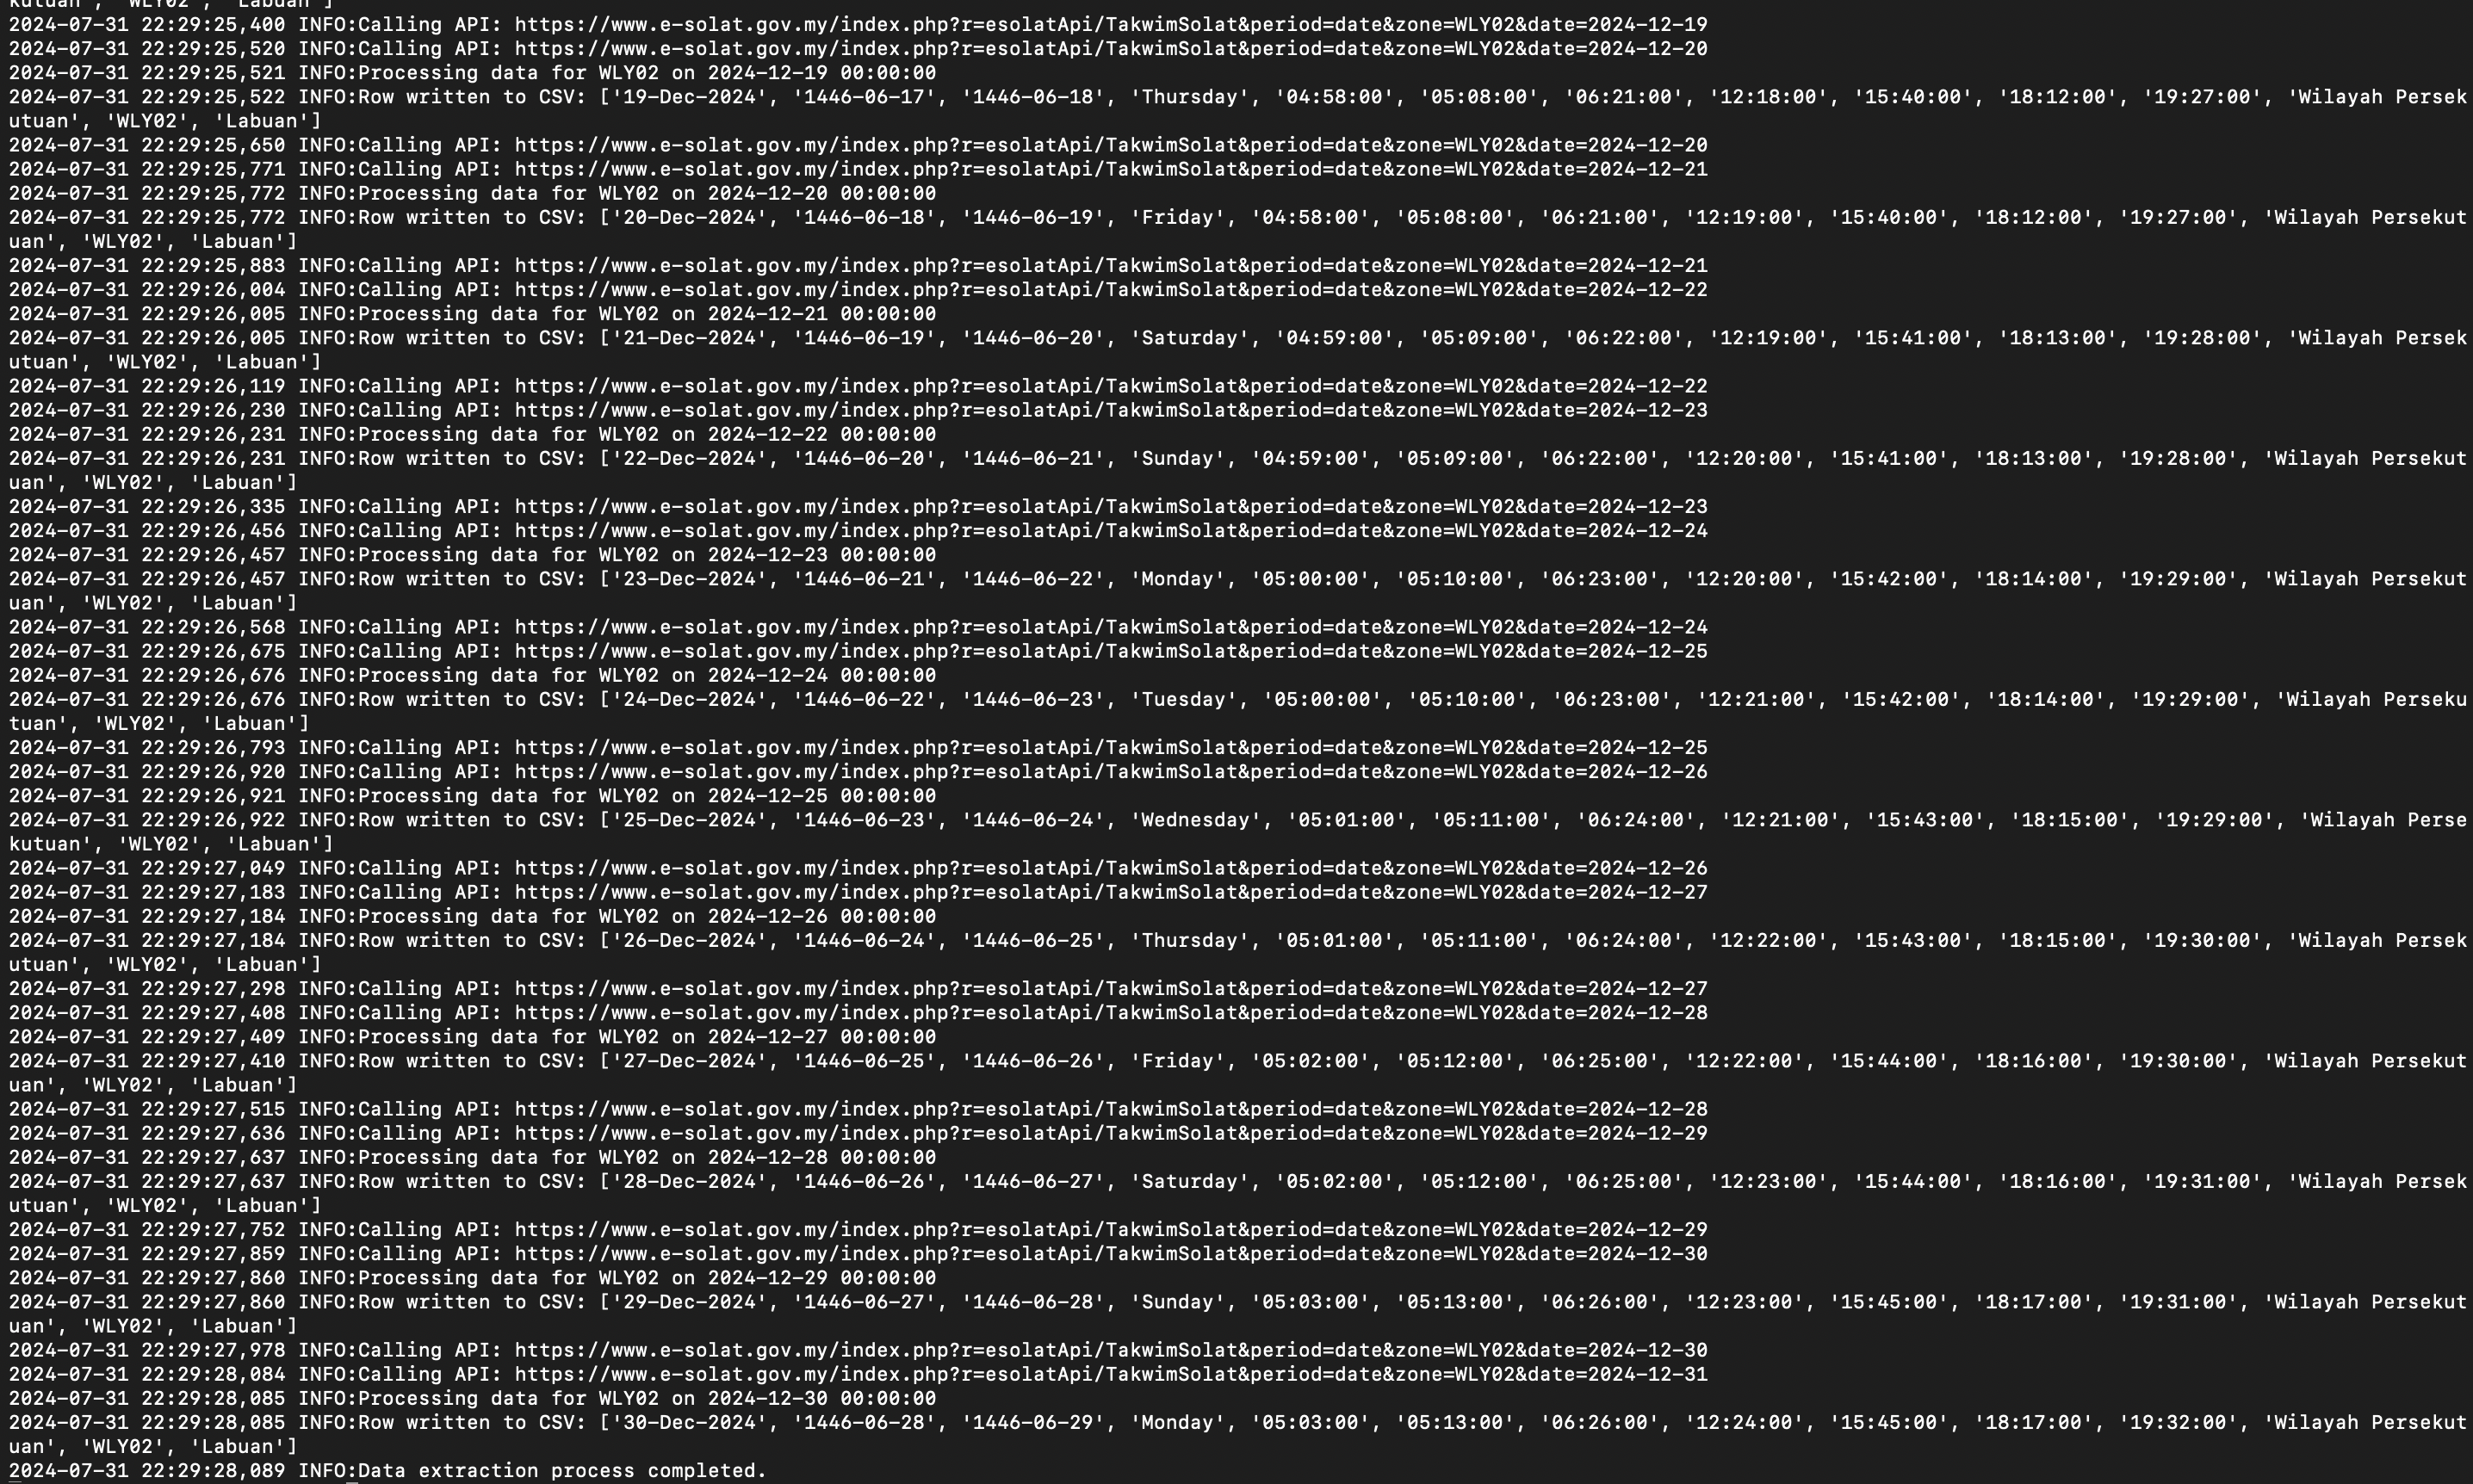 kutuan', 'WLY02', 'Labuan']
2024-07-31 22:29:25,400 INFO:Calling API: https://www.e-solat.gov.my/index.php?r=esolatApi/TakwimSolat&period=date&zone=WLY02&date=2024-12-19
2024-07-31 22:29:25,520 INFO:Calling API: https://www.e-solat.gov.my/index.php?r=esolatApi/TakwimSolat&period=date&zone=WLY02&date=2024-12-20
2024-07-31 22:29:25,521 INFO:Processing data for WLY02 on 2024-12-19 00:00:00
2024-07-31 22:29:25,522 INFO:Row written to CSV: ['19-Dec-2024', '1446-06-17', '1446-06-18', 'Thursday', '04:58:00', '05:08:00', '06:21:00', '12:18:00', '15:40:00', '18:12:00', '19:27:00', 'Wilayah Persek
utuan', 'WLY02', 'Labuan']
2024-07-31 22:29:25,650 INFO:Calling API: https://www.e-solat.gov.my/index.php?r=esolatApi/TakwimSolat&period=date&zone=WLY02&date=2024-12-20
2024-07-31 22:29:25,771 INFO:Calling API: https://www.e-solat.gov.my/index.php?r=esolatApi/TakwimSolat&period=date&zone=WLY02&date=2024-12-21
2024-07-31 22:29:25,772 INFO:Processing data for WLY02 on 2024-12-20 00:00:00
2024-07-31 22:29:25,772 INFO:Row written to CSV: ['20-Dec-2024', '1446-06-18', '1446-06-19', 'Friday', '04:58:00', '05:08:00', '06:21:00', '12:19:00', '15:40:00', '18:12:00', '19:27:00', 'Wilayah Persekut
uan', 'WLY02', 'Labuan']
2024-07-31 22:29:25,883 INFO:Calling API: https://www.e-solat.gov.my/index.php?r=esolatApi/TakwimSolat&period=date&zone=WLY02&date=2024-12-21
2024-07-31 22:29:26,004 INFO:Calling API: https://www.e-solat.gov.my/index.php?r=esolatApi/TakwimSolat&period=date&zone=WLY02&date=2024-12-22
2024-07-31 22:29:26,005 INFO:Processing data for WLY02 on 2024-12-21 00:00:00
2024-07-31 22:29:26,005 INFO:Row written to CSV: ['21-Dec-2024', '1446-06-19', '1446-06-20', 'Saturday', '04:59:00', '05:09:00', '06:22:00', '12:19:00', '15:41:00', '18:13:00', '19:28:00', 'Wilayah Persek
utuan', 'WLY02', 'Labuan']
2024-07-31 22:29:26,119 INFO:Calling API: https://www.e-solat.gov.my/index.php?r=esolatApi/TakwimSolat&period=date&zone=WLY02&date=2024-12-22
2024-07-31 22:29:26,230 INFO:Calling API: https://www.e-solat.gov.my/index.php?r=esolatApi/TakwimSolat&period=date&zone=WLY02&date=2024-12-23
2024-07-31 22:29:26,231 INFO:Processing data for WLY02 on 2024-12-22 00:00:00
2024-07-31 22:29:26,231 INFO:Row written to CSV: ['22-Dec-2024', '1446-06-20', '1446-06-21', 'Sunday', '04:59:00', '05:09:00', '06:22:00', '12:20:00', '15:41:00', '18:13:00', '19:28:00', 'Wilayah Persekut
uan', 'WLY02', 'Labuan']
2024-07-31 22:29:26,335 INFO:Calling API: https://www.e-solat.gov.my/index.php?r=esolatApi/TakwimSolat&period=date&zone=WLY02&date=2024-12-23
2024-07-31 22:29:26,456 INFO:Calling API: https://www.e-solat.gov.my/index.php?r=esolatApi/TakwimSolat&period=date&zone=WLY02&date=2024-12-24
2024-07-31 22:29:26,457 INFO:Processing data for WLY02 on 2024-12-23 00:00:00
2024-07-31 22:29:26,457 INFO:Row written to CSV: ['23-Dec-2024', '1446-06-21', '1446-06-22', 'Monday', '05:00:00', '05:10:00', '06:23:00', '12:20:00', '15:42:00', '18:14:00', '19:29:00', 'Wilayah Persekut
uan', 'WLY02', 'Labuan']
2024-07-31 22:29:26,568 INFO:Calling API: https://www.e-solat.gov.my/index.php?r=esolatApi/TakwimSolat&period=date&zone=WLY02&date=2024-12-24
2024-07-31 22:29:26,675 INFO:Calling API: https://www.e-solat.gov.my/index.php?r=esolatApi/TakwimSolat&period=date&zone=WLY02&date=2024-12-25
2024-07-31 22:29:26,676 INFO:Processing data for WLY02 on 2024-12-24 00:00:00
2024-07-31 22:29:26,676 INFO:Row written to CSV: ['24-Dec-2024', '1446-06-22', '1446-06-23', 'Tuesday', '05:00:00', '05:10:00', '06:23:00', '12:21:00', '15:42:00', '18:14:00', '19:29:00', 'Wilayah Perseku
tuan', 'WLY02', 'Labuan']
2024-07-31 22:29:26,793 INFO:Calling API: https://www.e-solat.gov.my/index.php?r=esolatApi/TakwimSolat&period=date&zone=WLY02&date=2024-12-25
2024-07-31 22:29:26,920 INFO:Calling API: https://www.e-solat.gov.my/index.php?r=esolatApi/TakwimSolat&period=date&zone=WLY02&date=2024-12-26
2024-07-31 22:29:26,921 INFO:Processing data for WLY02 on 2024-12-25 00:00:00
2024-07-31 22:29:26,922 INFO:Row written to CSV: ['25-Dec-2024', '1446-06-23', '1446-06-24', 'Wednesday', '05:01:00', '05:11:00', '06:24:00', '12:21:00', '15:43:00', '18:15:00', '19:29:00', 'Wilayah Perse
kutuan', 'WLY02', 'Labuan']
2024-07-31 22:29:27,049 INFO:Calling API: https://www.e-solat.gov.my/index.php?r=esolatApi/TakwimSolat&period=date&zone=WLY02&date=2024-12-26
2024-07-31 22:29:27,183 INFO:Calling API: https://www.e-solat.gov.my/index.php?r=esolatApi/TakwimSolat&period=date&zone=WLY02&date=2024-12-27
2024-07-31 22:29:27,184 INFO:Processing data for WLY02 on 2024-12-26 00:00:00
2024-07-31 22:29:27,184 INFO:Row written to CSV: ['26-Dec-2024', '1446-06-24', '1446-06-25', 'Thursday', '05:01:00', '05:11:00', '06:24:00', '12:22:00', '15:43:00', '18:15:00', '19:30:00', 'Wilayah Persek
utuan', 'WLY02', 'Labuan']
2024-07-31 22:29:27,298 INFO:Calling API: https://www.e-solat.gov.my/index.php?r=esolatApi/TakwimSolat&period=date&zone=WLY02&date=2024-12-27
2024-07-31 22:29:27,408 INFO:Calling API: https://www.e-solat.gov.my/index.php?r=esolatApi/TakwimSolat&period=date&zone=WLY02&date=2024-12-28
2024-07-31 22:29:27,409 INFO:Processing data for WLY02 on 2024-12-27 00:00:00
2024-07-31 22:29:27,410 INFO:Row written to CSV: ['27-Dec-2024', '1446-06-25', '1446-06-26', 'Friday', '05:02:00', '05:12:00', '06:25:00', '12:22:00', '15:44:00', '18:16:00', '19:30:00', 'Wilayah Persekut
uan', 'WLY02', 'Labuan']
2024-07-31 22:29:27,515 INFO:Calling API: https://www.e-solat.gov.my/index.php?r=esolatApi/TakwimSolat&period=date&zone=WLY02&date=2024-12-28
2024-07-31 22:29:27,636 INFO:Calling API: https://www.e-solat.gov.my/index.php?r=esolatApi/TakwimSolat&period=date&zone=WLY02&date=2024-12-29
2024-07-31 22:29:27,637 INFO:Processing data for WLY02 on 2024-12-28 00:00:00
2024-07-31 22:29:27,637 INFO:Row written to CSV: ['28-Dec-2024', '1446-06-26', '1446-06-27', 'Saturday', '05:02:00', '05:12:00', '06:25:00', '12:23:00', '15:44:00', '18:16:00', '19:31:00', 'Wilayah Persek
utuan', 'WLY02', 'Labuan']
2024-07-31 22:29:27,752 INFO:Calling API: https://www.e-solat.gov.my/index.php?r=esolatApi/TakwimSolat&period=date&zone=WLY02&date=2024-12-29
2024-07-31 22:29:27,859 INFO:Calling API: https://www.e-solat.gov.my/index.php?r=esolatApi/TakwimSolat&period=date&zone=WLY02&date=2024-12-30
2024-07-31 22:29:27,860 INFO:Processing data for WLY02 on 2024-12-29 00:00:00
2024-07-31 22:29:27,860 INFO:Row written to CSV: ['29-Dec-2024', '1446-06-27', '1446-06-28', 'Sunday', '05:03:00', '05:13:00', '06:26:00', '12:23:00', '15:45:00', '18:17:00', '19:31:00', 'Wilayah Persekut
uan', 'WLY02', 'Labuan']
2024-07-31 22:29:27,978 INFO:Calling API: https://www.e-solat.gov.my/index.php?r=esolatApi/TakwimSolat&period=date&zone=WLY02&date=2024-12-30
2024-07-31 22:29:28,084 INFO:Calling API: https://www.e-solat.gov.my/index.php?r=esolatApi/TakwimSolat&period=date&zone=WLY02&date=2024-12-31
2024-07-31 22:29:28,085 INFO:Processing data for WLY02 on 2024-12-30 00:00:00
2024-07-31 22:29:28,085 INFO:Row written to CSV: ['30-Dec-2024', '1446-06-28', '1446-06-29', 'Monday', '05:03:00', '05:13:00', '06:26:00', '12:24:00', '15:45:00', '18:17:00', '19:32:00', 'Wilayah Persekut
uan', 'WLY02', 'Labuan']
2024-07-31 22:29:28,089 INFO:Data extraction process completed.